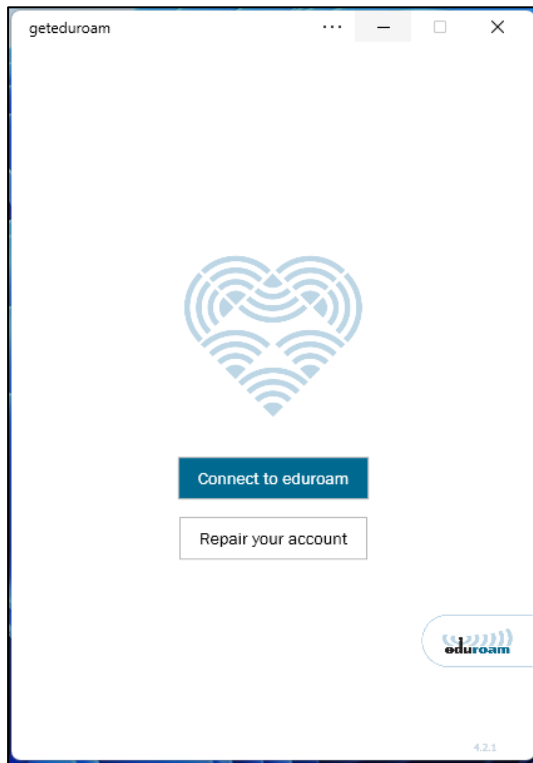 geteduroam
Connect to eduroam
Repair your account
eduroam
4.2.1